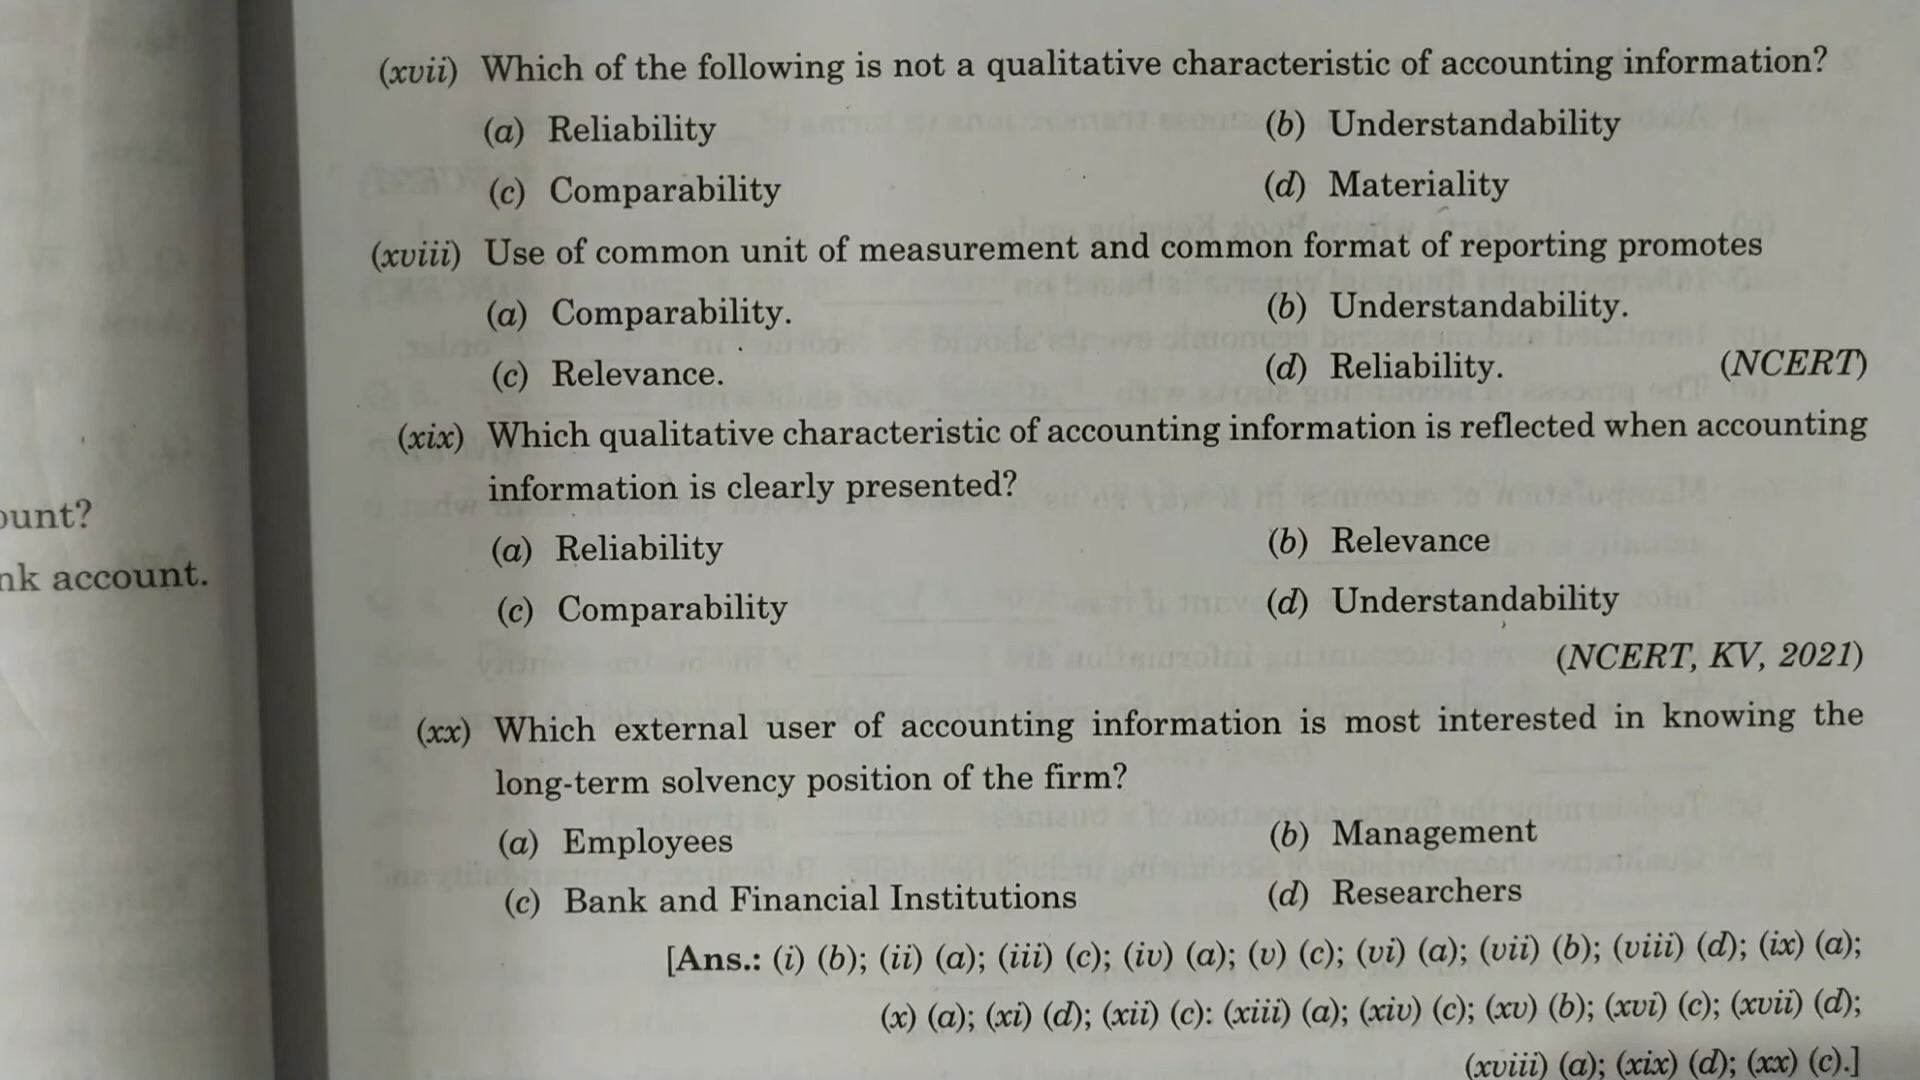 (xvii) Which of the following is not a qualitative characteristic of accounting information?
(a) Reliability (b) Understandability
(c) Comparability (d) Materiality
(xviii) Use of common unit of measurement and common format of reporting promotes
(a) Comparability. (b) Understandability.
(c) Relevance. (d) Reliability. (NCERT)
(xix) Which qualitative characteristic of accounting information is reflected when accounting
information is clearly presented?
(a) Reliability (b) Relevance
(c) Comparability (d) Understandability
(NCERT, KV, 2021)
(xx) Which external user of accounting information is most interested in knowing the
long-term solvency position of the firm?
(a) Employees (b) Management
(c) Bank and Financial Institutions (d) Researchers
[Ans.: (i) (b); (ii) (a); (iii) (c); (iv) (a); (v) (c); (vi) (a); (vii) (b); (viii) (d); (ix) (a);
(x) (a); (xi) (d); (xii) (c): (xiii) (a); (xiv) (c); (xv) (b); (xvi) (c); (xvii) (d);
(xviii) (a); (xix) (d); (xx) (c).]
ount?
nk account.